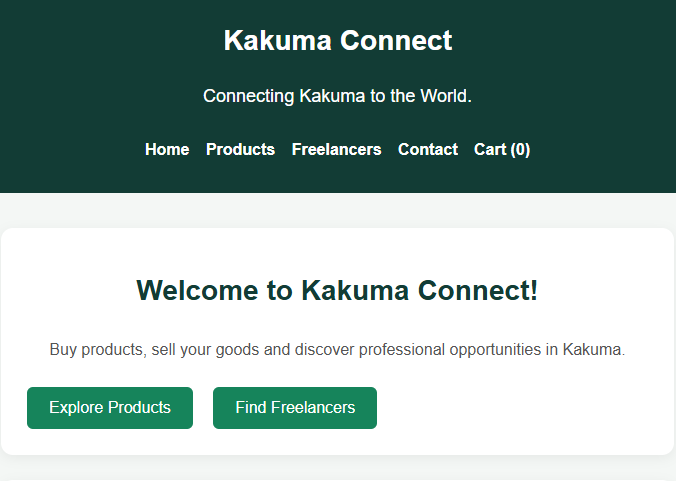 Kakuma Connect
Connecting Kakuma to the World.
Home Products Freelancers Contact Cart (0)
Welcome to Kakuma Connect!
Buy products, sell your goods and discover professional opportunities in Kakuma.
Explore Products Find Freelancers